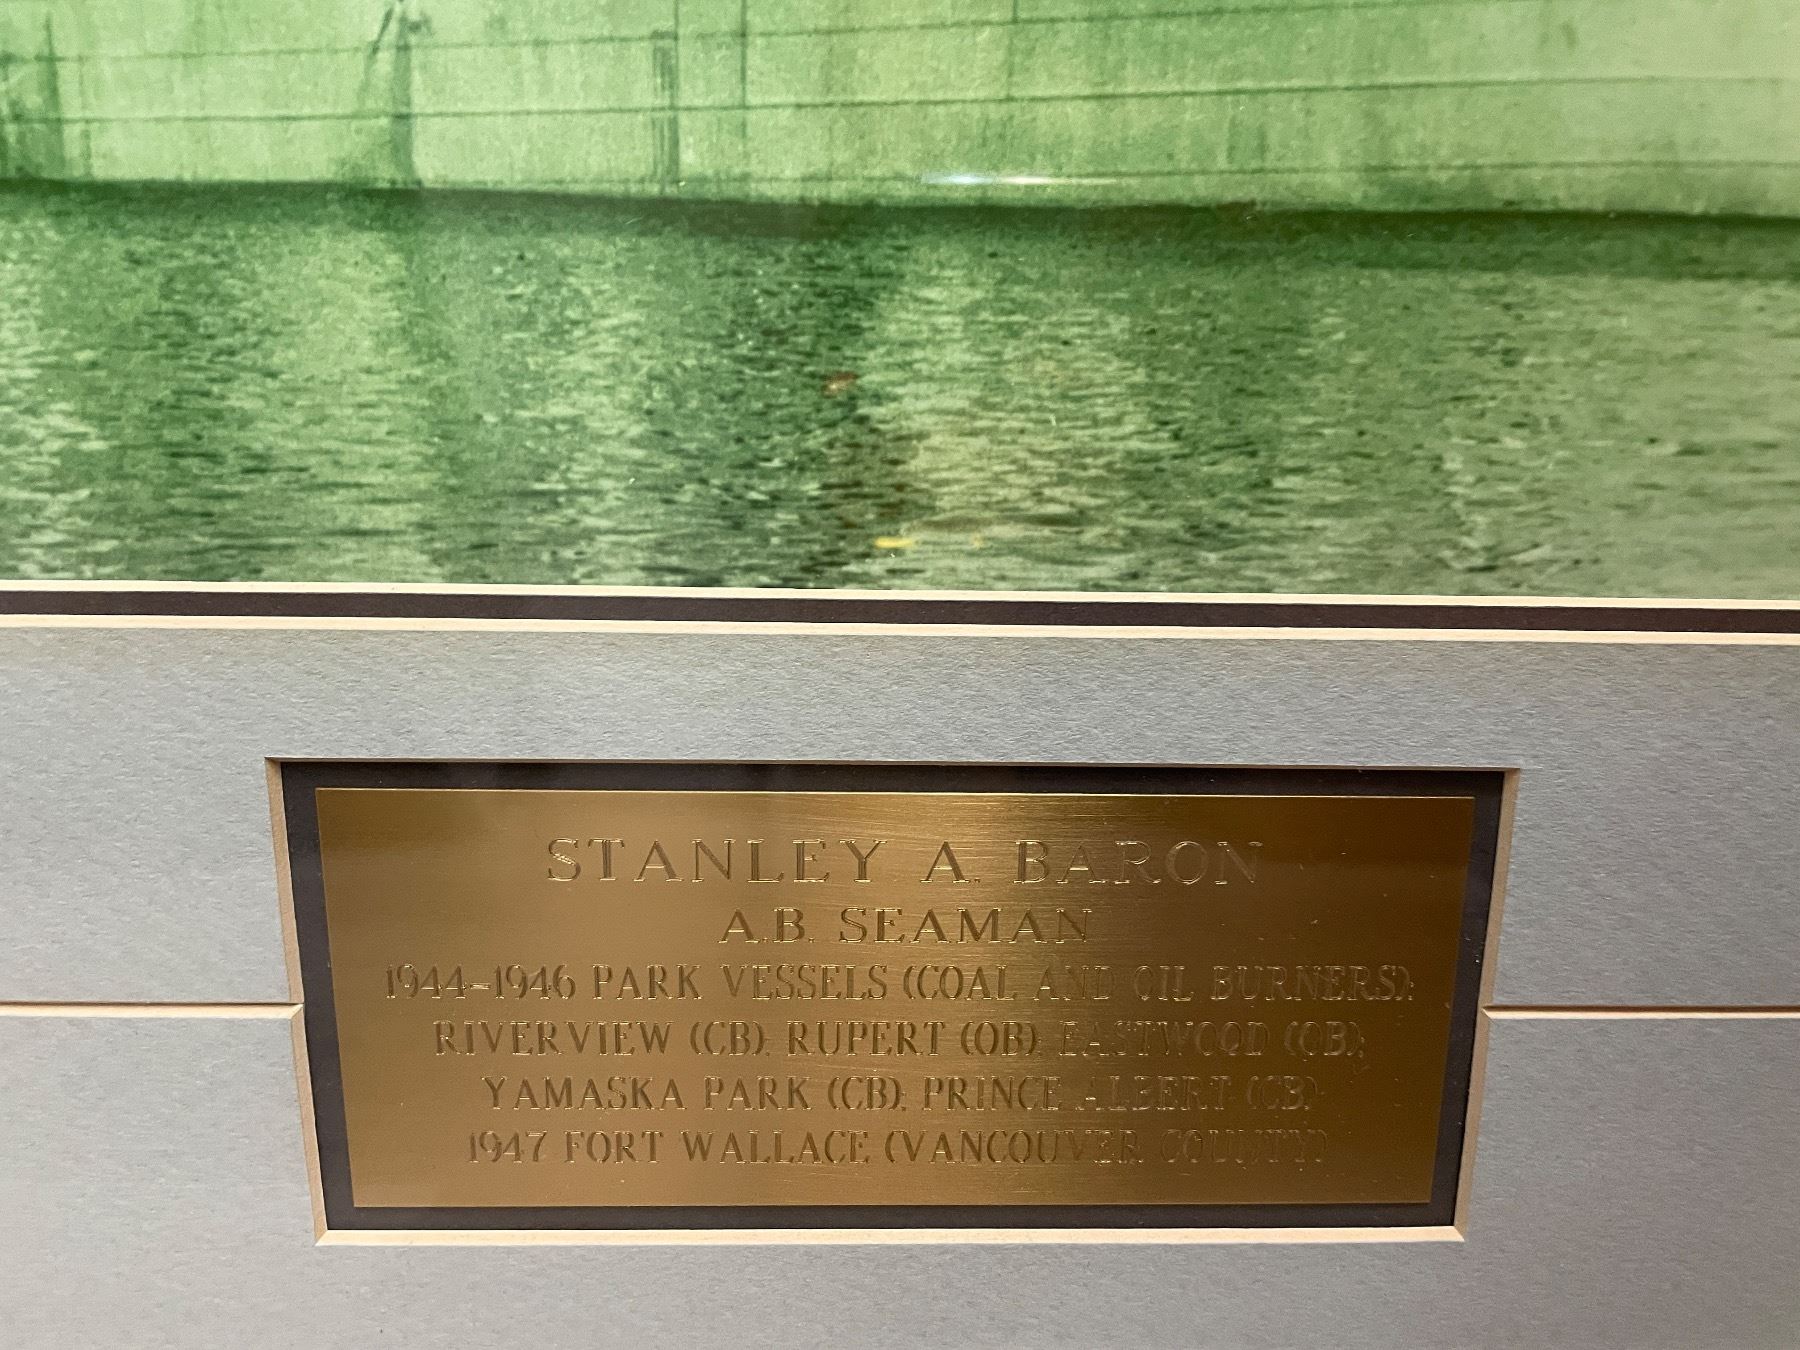 STANLEY A. BARON
A.B. SEAMAN
1944-1946 PARK VESSELS (COAL AND OIL BURNERS):
RIVERVIEW (CB); RUPERT (OB); EASTWOOD (OB);
YAMASKA PARK (CB); PRINCE ALBERT (CB)
1947 FORT WALLACE (VANCOUVER COUNTY)